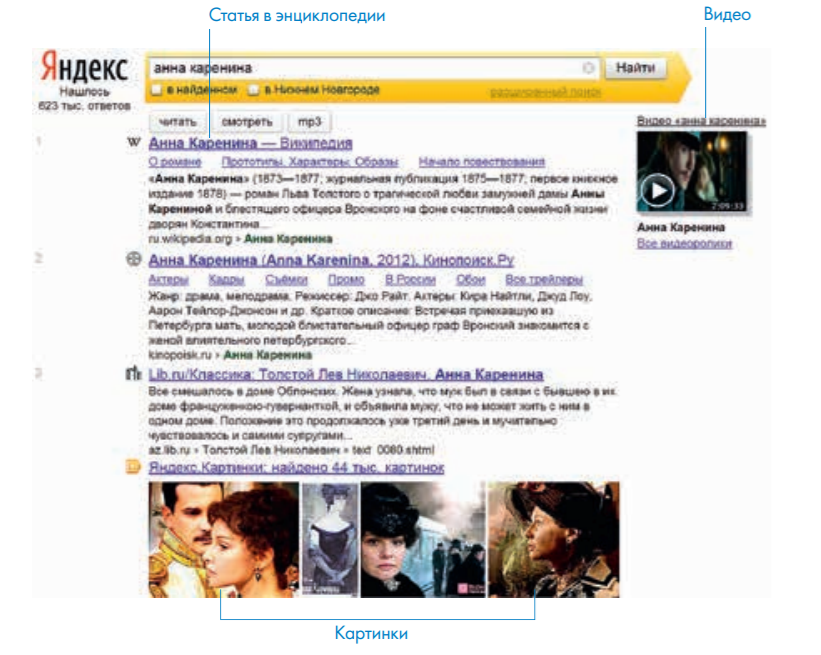 Статья в энциклопедии
Видео
Яндекс
Нашлось
623 тыс. ответов
анна каренина
Найти
в найденном в Нижнем Новгороде
расширенный поиск
читать смотреть mp3
1
W Анна Каренина — Википедия
О романе Прототипы. Характеры. Образы Начало повествования
«Анна Каренина» (1873—1877; журнальная публикация 1875—1877, первое книжное
издание 1878) — роман Льва Толстого о трагической любви замужней дамы Анны
Карениной и блестящего офицера Вронского на фоне счастливой семейной жизни
дворян Константина...
ru.wikipedia.org › Анна Каренина
2
Анна Каренина (Anna Karenina, 2012). Кинопоиск.Ру
Актеры Кадры Съёмки Промо В России Обои Все трейлеры
Жанр: драма, мелодрама. Режиссер: Джо Райт. Актеры: Кира Найтли, Джуд Лоу,
Аарон Тейлор-Джонсон и др. Краткое описание: Встречая приехавшую из
Петербурга мать, молодой блистательный офицер граф Вронский знакомится с
женой влиятельного петербургского...
kinopoisk.ru › Анна Каренина
3
Lib.ru/Классика: Толстой Лев Николаевич. Анна Каренина
Все смешалось в доме Облонских. Жена узнала, что муж был в связи с бывшею в их
доме француженкою-гувернанткой, и объявила мужу, что не может жить с ним в
одном доме. Положение это продолжалось уже третий день и мучительно
чувствовалось и самими супругами...
az.lib.ru › Толстой Лев Николаевич › text_0080.shtml
Яндекс.Картинки: найдено 44 тыс. картинок
Видео «анна каренина»
2:09:33
Анна Каренина
Все видеоролики
Картинки